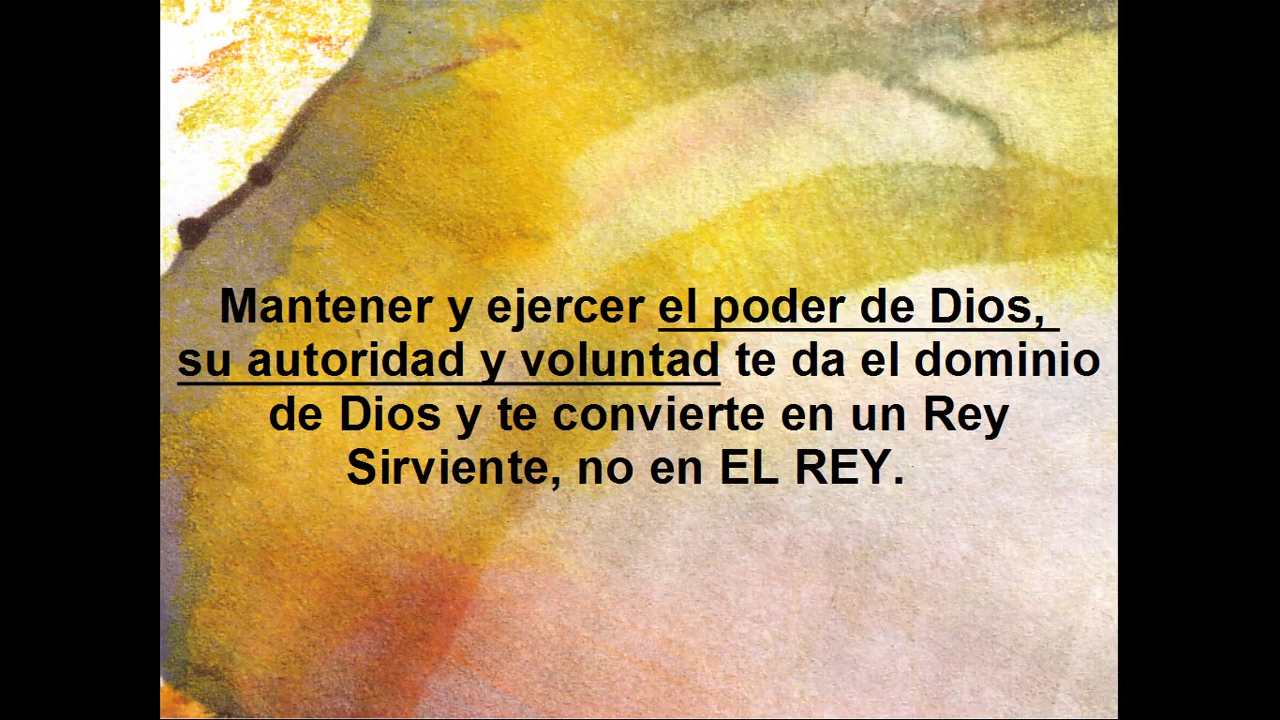 Mantener y ejercer el poder de Dios,
su autoridad y voluntad te da el dominio
de Dios y te convierte en un Rey
Sirviente, no en EL REY.